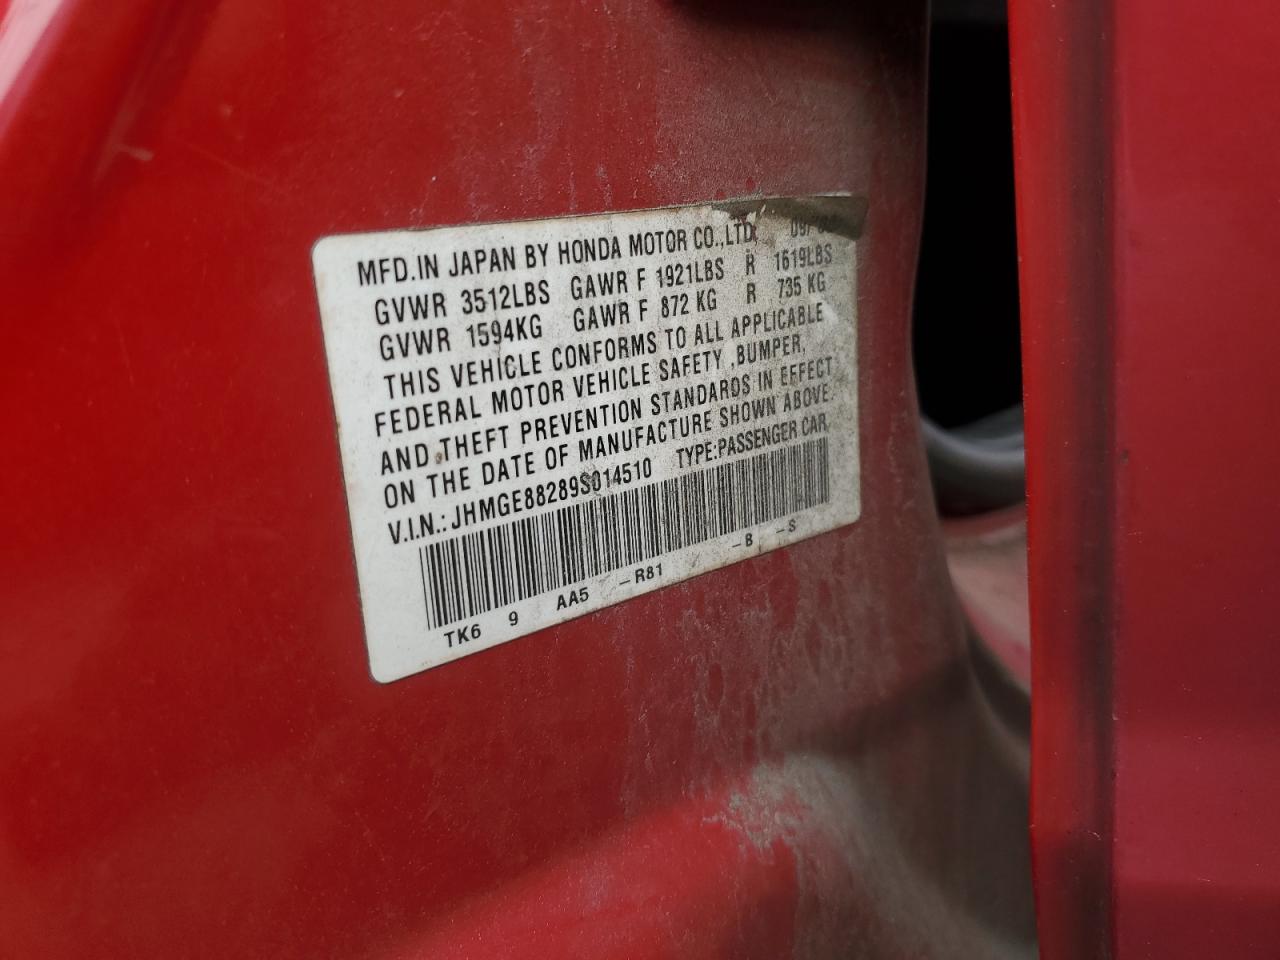 MFD.IN JAPAN BY HONDA MOTOR CO.,LTD.
GVWR 3512LBS GAWR F 1921LBS R 1619LBS
GVWR 1594KG GAWR F 872 KG R 735 KG
THIS VEHICLE CONFORMS TO ALL APPLICABLE
FEDERAL MOTOR VEHICLE SAFETY ,BUMPER,
AND THEFT PREVENTION STANDARDS IN EFFECT
ON THE DATE OF MANUFACTURE SHOWN ABOVE.
V.I.N.: JHMGE88289S014510 TYPE:PASSENGER CAR
TK6 9 AA5 –R81 –B –S